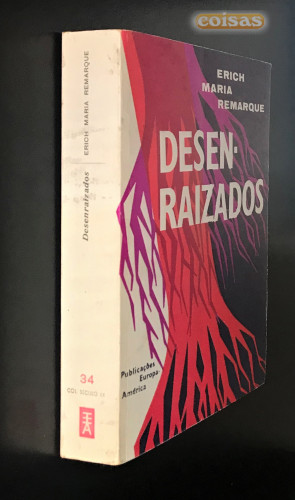 coisas
ERICH
MARIA
REMARQUE
DESEN-
RAIZADOS
Publicações
Europa-
América
ERICH MARIA REMARQUE
Desenraizados
34